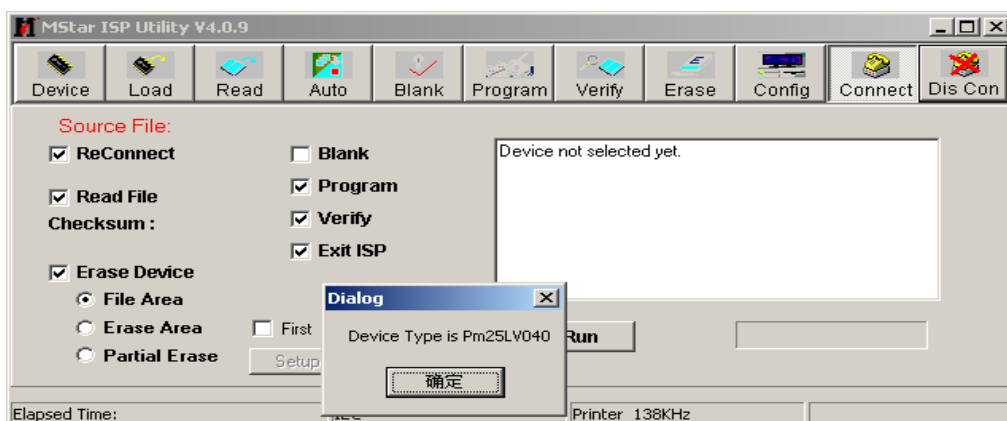 MStar ISP Utility V4.0.9
Device Load Read Auto Blank Program Verify Erase Config Connect Dis Con
Source File:
ReConnect
Blank
Device not selected yet.
Read File
Program
Checksum :
Verify
Exit ISP
Erase Device
File Area
Erase Area
First
Partial Erase
Setup
Dialog
Device Type is Pm25LV040
确定
Run
Elapsed Time:
Printer 138KHz